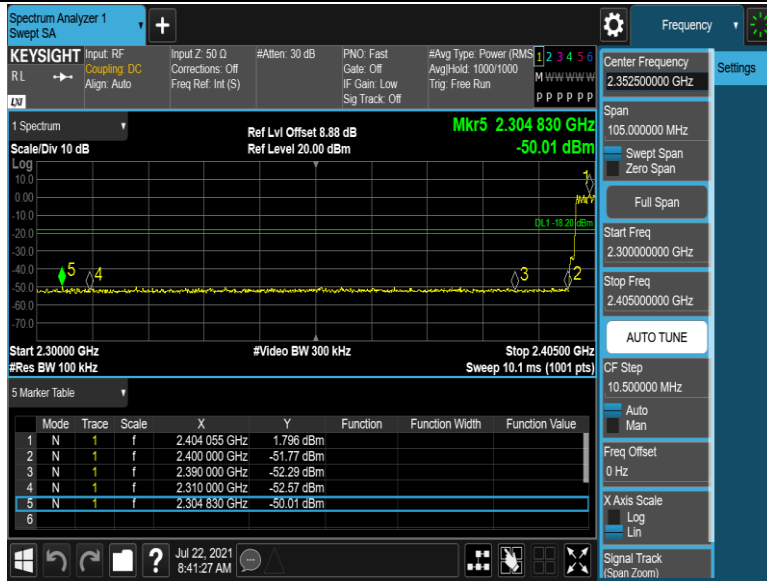 Spectrum Analyzer 1
Swept SA
Frequency
KEYSIGHT
RL
LXI
Input: RF
Coupling: DC
Align: Auto
Input Z: 50 Ω
Corrections: Off
Freq Ref: Int (S)
#Atten: 30 dB
PNO: Fast
Gate: Off
IF Gain: Low
Sig Track: Off
#Avg Type: Power (RMS
Avg|Hold: 1000/1000
Trig: Free Run
1 2 3 4 5 6
M W W W W W
P P P P P P
1 Spectrum
Scale/Div 10 dB
Ref Lvl Offset 8.88 dB
Ref Level 20.00 dBm
Mkr5 2.304 830 GHz
-50.01 dBm
Log
10.0
0.00
-10.0
-20.0
-30.0
-40.0
-50.0
-60.0
-70.0
1
DL1 -18.20 dBm
5
4
3
2
Start 2.30000 GHz
#Video BW 300 kHz
Stop 2.40500 GHz
#Res BW 100 kHz
Sweep 10.1 ms (1001 pts)
5 Marker Table
Mode Trace Scale X Y Function Function Width Function Value
1 N 1 f 2.404 055 GHz 1.796 dBm
2 N 1 f 2.400 000 GHz -51.77 dBm
3 N 1 f 2.390 000 GHz -52.29 dBm
4 N 1 f 2.310 000 GHz -52.57 dBm
5 N 1 f 2.304 830 GHz -50.01 dBm
6
?
Jul 22, 2021
8:41:27 AM
Center Frequency
2.352500000 GHz
Settings
Span
105.000000 MHz
Swept Span
Zero Span
Full Span
Start Freq
2.300000000 GHz
Stop Freq
2.405000000 GHz
AUTO TUNE
CF Step
10.500000 MHz
Auto
Man
Freq Offset
0 Hz
X Axis Scale
Log
Lin
Signal Track
(Span Zoom)